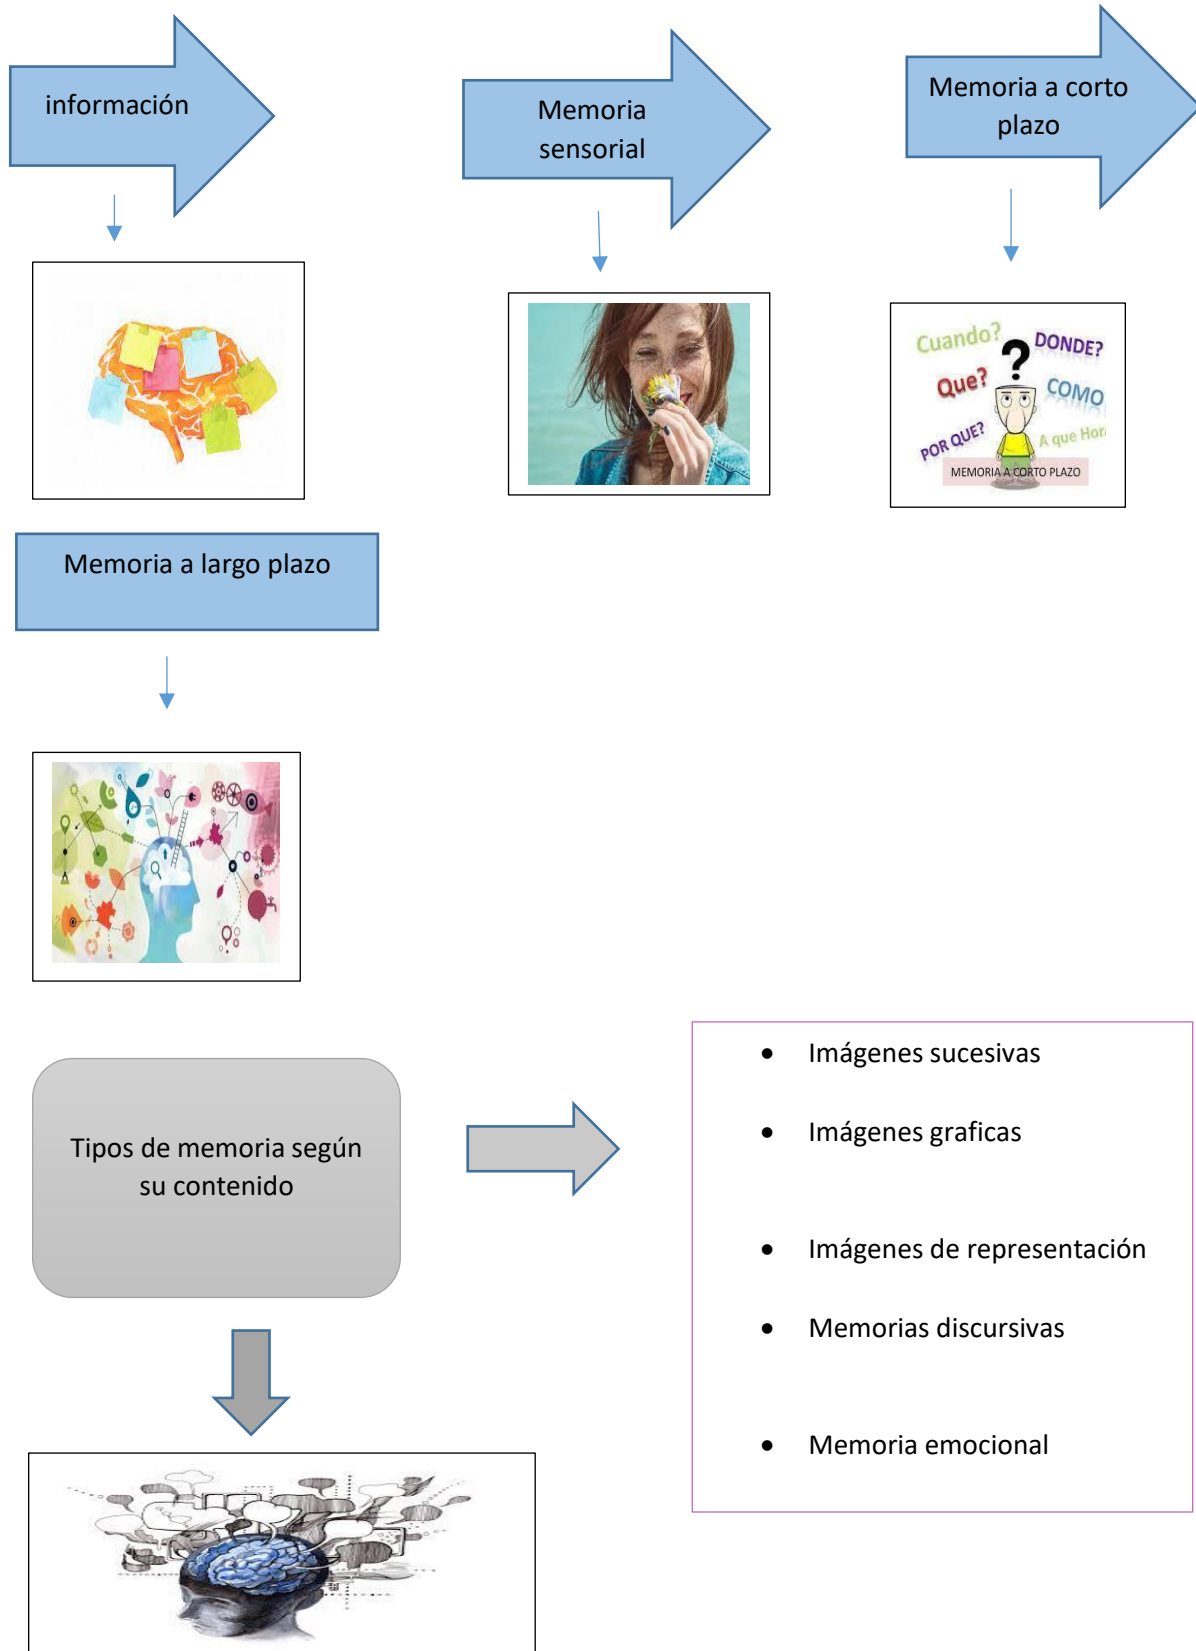 información
Memoria
sensorial
Memoria a corto
plazo
Cuando?
DONDE?
Que?
COMO
POR QUE?
A que Hor
MEMORIA A CORTO PLAZO
Memoria a largo plazo
Tipos de memoria según
su contenido
• Imágenes sucesivas
• Imágenes graficas
• Imágenes de representación
• Memorias discursivas
• Memoria emocional